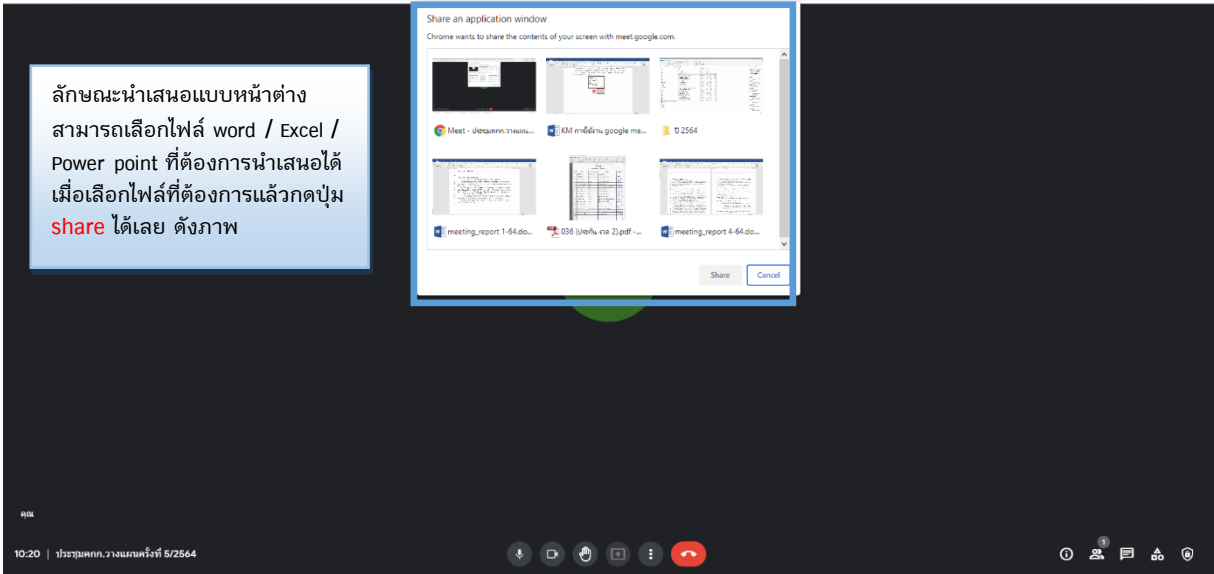 Share an application window
Chrome wants to share the contents of your screen with meet.google.com.
ลักษณะนำเสนอแบบหน้าต่าง
สามารถเลือกไฟล์ word / Excel /
Power point ที่ต้องการนำเสนอได้
เมื่อเลือกไฟล์ที่ต้องการแล้วกดปุ่ม
share ได้เลย ดังภาพ
Meet - ประชุมคกก.วางแผน...
KM การใช้งาน google me...
ปี 2564
meeting_report 1-64.do...
036 (ประกัน เกด 2).pdf -...
meeting_report 4-64.do...
Share
Cancel
คุณ
10:20 | ประชุมคกก.วางแผนครั้งที่ 5/2564
1